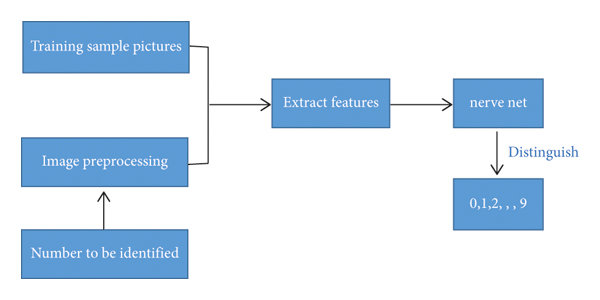 Training sample pictures
Image preprocessing
Number to be identified
Extract features
nerve net
Distinguish
0,1,2, , , 9